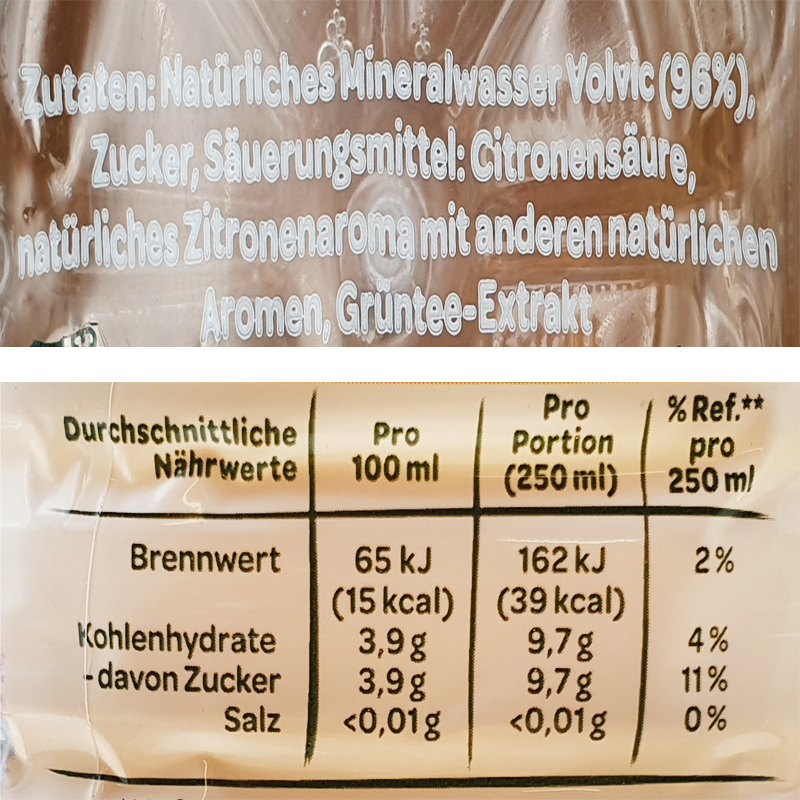 Zutaten: Natürliches Mineralwasser Volvic (96%),
Zucker, Säuerungsmittel: Citronensäure,
natürliches Zitronenaroma mit anderen natürlichen
Aromen, Grüntee-Extrakt
Durchschnittliche Nährwerte Pro 100 ml Pro Portion (250 ml) % Ref.** pro 250 ml
Brennwert 65 kJ 162 kJ 2%
(15 kcal) (39 kcal)
Kohlenhydrate 3,9 g 9,7 g 4%
-davon Zucker 3,9 g 9,7 g 11%
Salz <0,01 g <0,01 g 0%